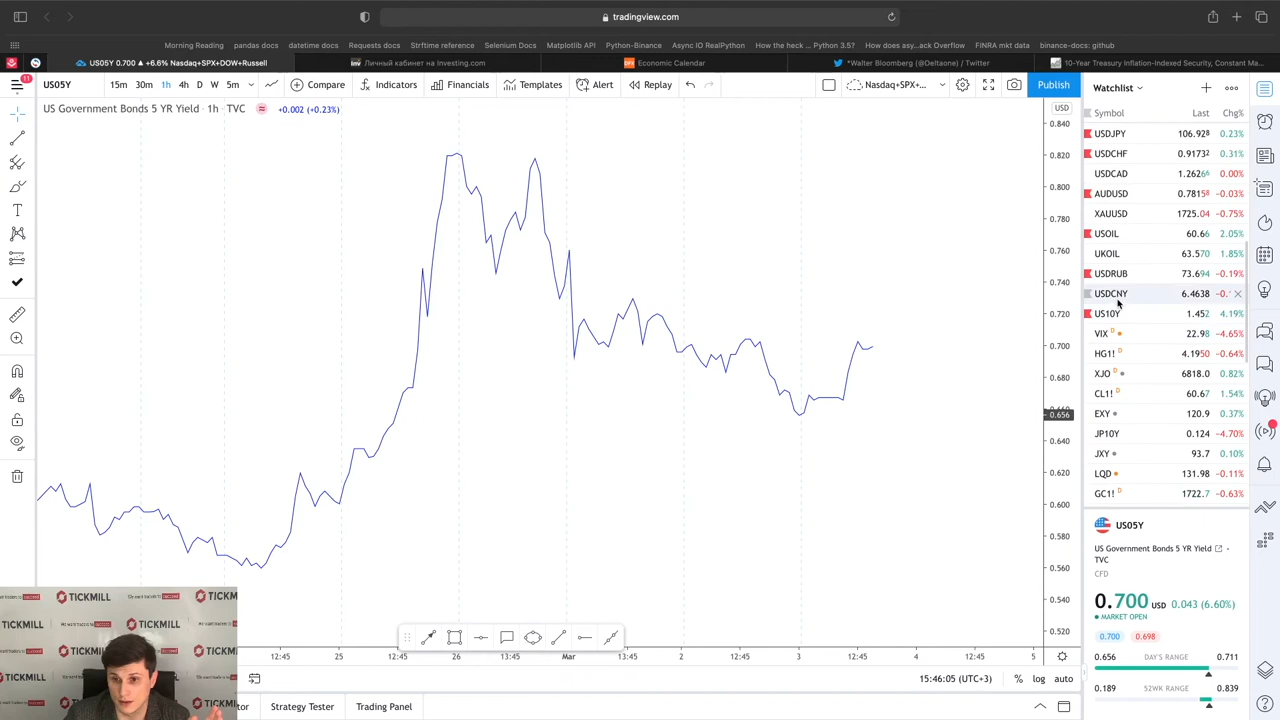 tradingview.com
Morning Reading pandas docs datetime docs Requests docs Strftime reference Selenium Docs Matplotlib API Python-Binance Async IO RealPython How the heck ... Python 3.5? How does asy...ack Overflow FINRA mkt data binance-docs: github
US05Y 0.700 ▲ +6.6% Nasdaq+SPX+DOW+Russell
inv Личный кабинет на Investing.com
DFX Economic Calendar
*Walter Bloomberg (@Deltaone) / Twitter
10-Year Treasury Inflation-Indexed Security, Constant Ma...
11
US05Y 15m 30m 1h 4h D W 5m Compare Indicators Financials Templates Alert Replay Nasdaq+SPX+... Publish
US Government Bonds 5 YR Yield · 1h · TVC ≈ +0.002 (+0.23%)
USD
0.840
0.820
0.800
0.780
0.760
0.740
0.720
0.700
0.680
0.656
0.640
0.620
0.600
0.580
0.560
0.540
0.520
12:45 25 12:45 26 13:45 Mar 13:45 2 12:45 3 12:45 4 5
15:46:05 (UTC+3) % log auto
tor Strategy Tester Trading Panel
Watchlist
Symbol Last Chg%
USDJPY 106.928 0.23%
USDCHF 0.91732 0.31%
USDCAD 1.26266 0.00%
AUDUSD 0.78158 -0.03%
XAUUSD 1725.04 -0.75%
USOIL 60.66 2.05%
UKOIL 63.570 1.85%
USDRUB 73.694 -0.19%
USDCNY 6.4638
US10Y 1.452 4.19%
VIX D 22.98 -4.65%
HG1! D 4.1950 -0.64%
XJO D 6818.0 0.82%
CL1! D 60.67 1.54%
EXY 120.9 0.37%
JP10Y 0.124 -4.70%
JXY 93.7 0.10%
LQD 131.98 -0.11%
GC1! D 1722.7 -0.63%
US05Y
US Government Bonds 5 YR Yield -
TVC
CFD
0.700 USD 0.043 (6.60%)
MARKET OPEN
0.700 0.698
0.656 DAY'S RANGE 0.711
0.189 52WK RANGE 0.839
TICKMILL
TICKMILL
TICKMILL
TICKMILL